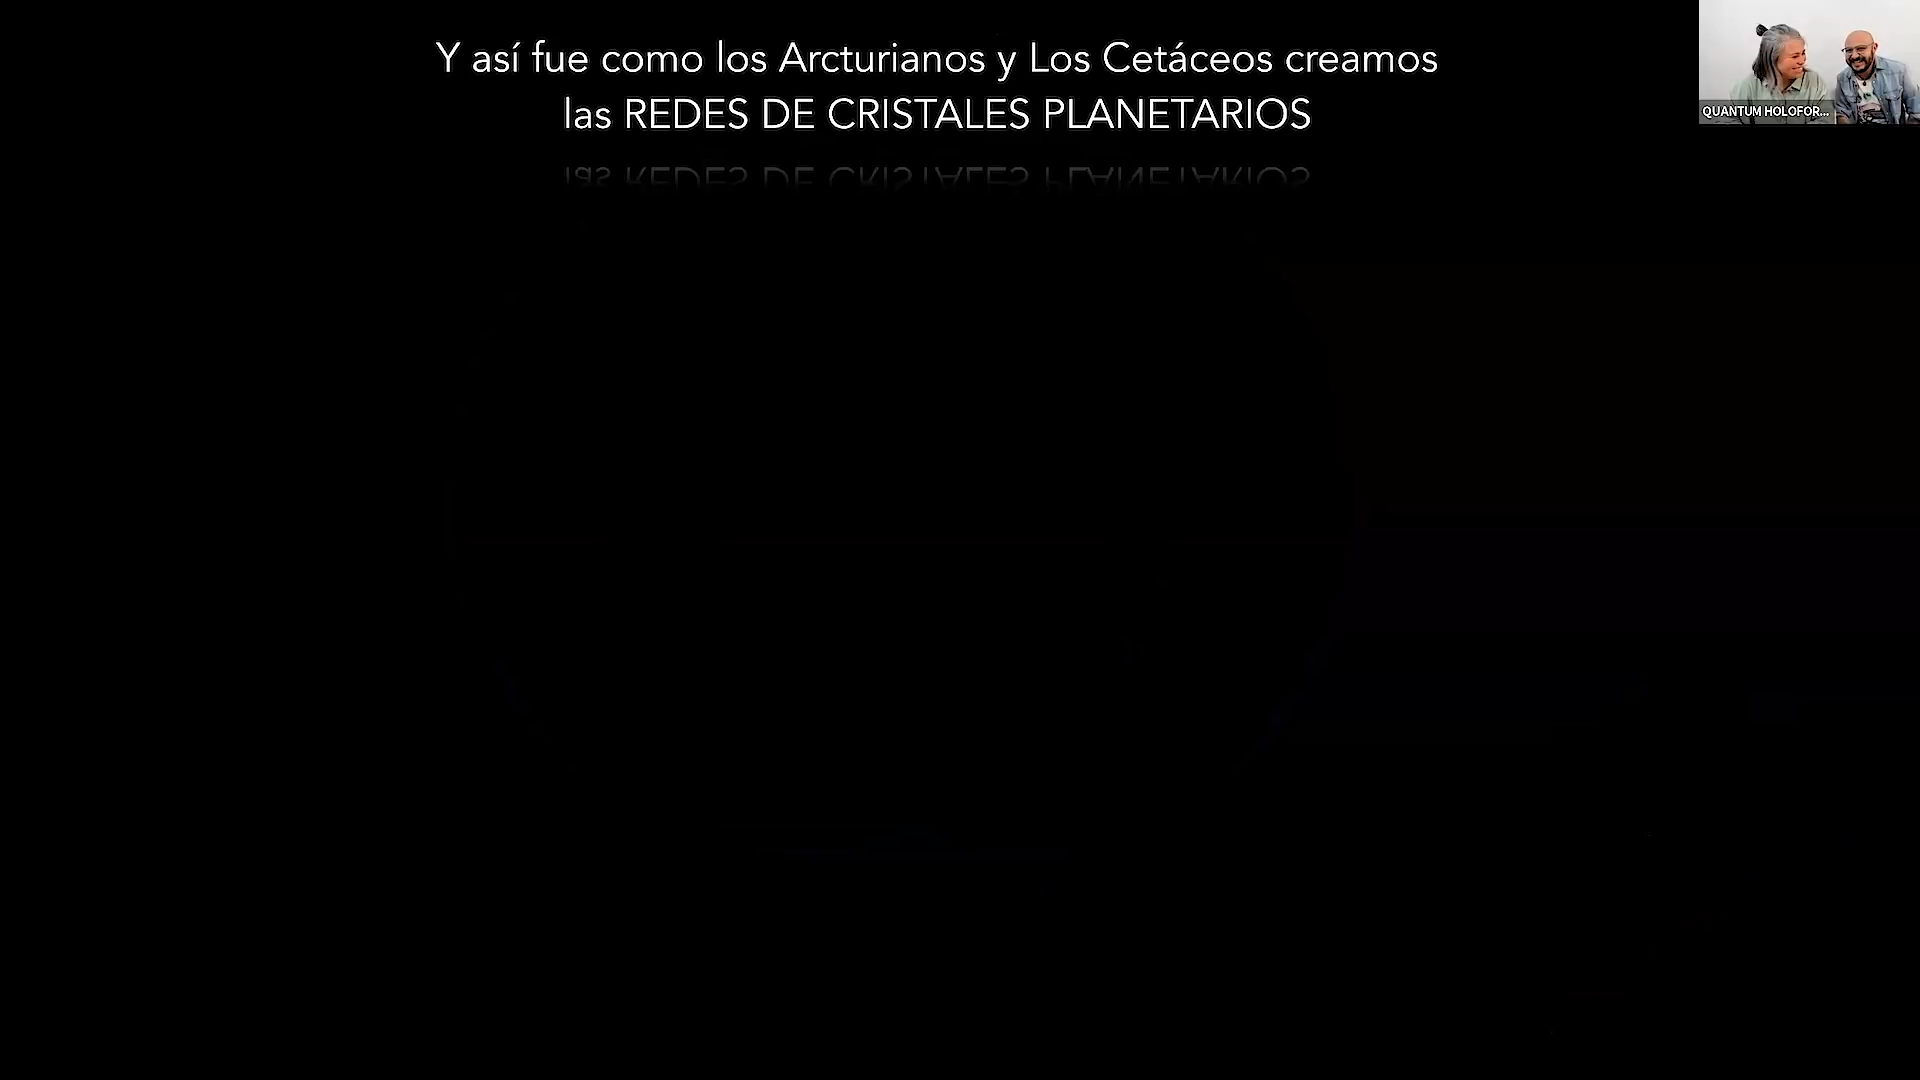 Y así fue como los Arcturianos y Los Cetáceos creamos
las REDES DE CRISTALES PLANETARIOS
QUANTUM HOLOFOR...